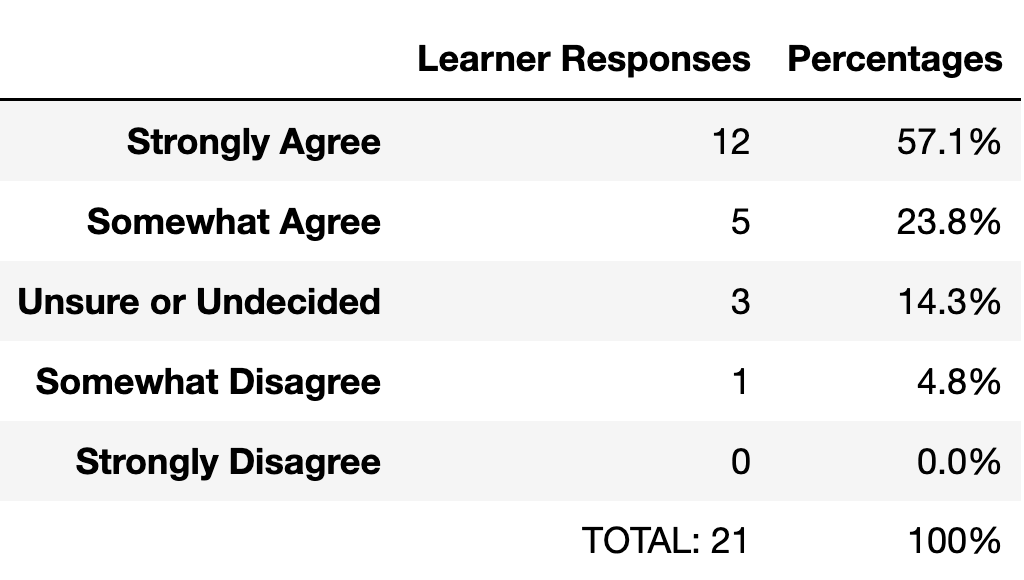 Learner Responses Percentages
Strongly Agree 12 57.1%
Somewhat Agree 5 23.8%
Unsure or Undecided 3 14.3%
Somewhat Disagree 1 4.8%
Strongly Disagree 0 0.0%
TOTAL: 21 100%